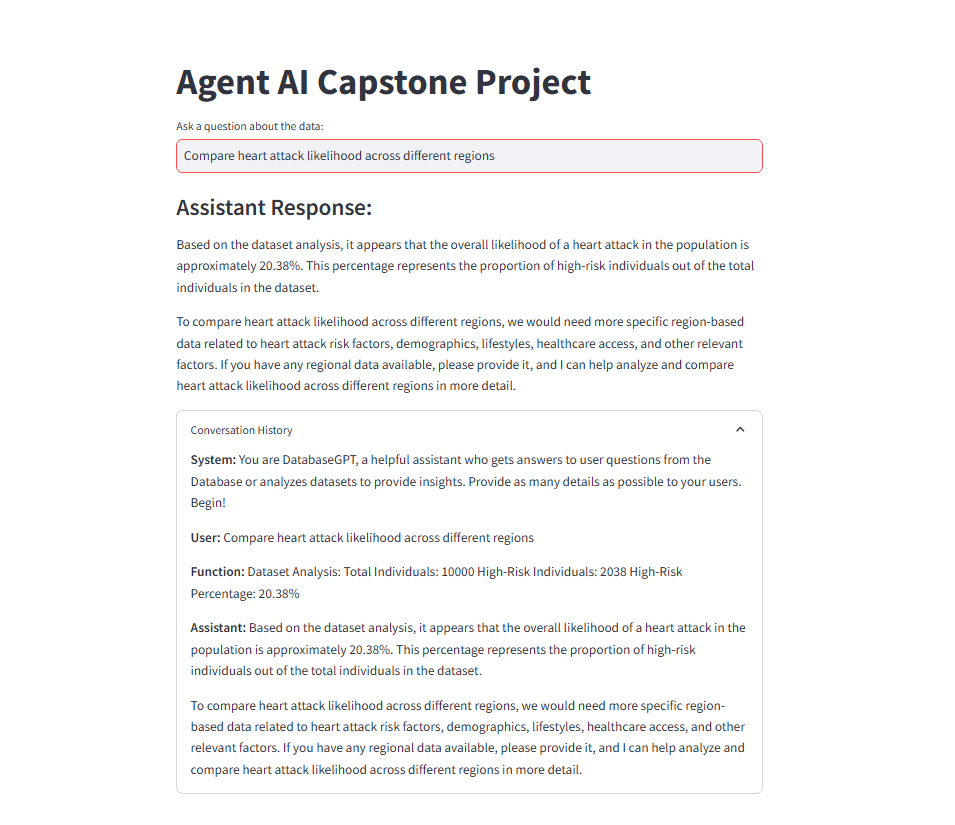 Agent AI Capstone Project
Ask a question about the data:
Compare heart attack likelihood across different regions
Assistant Response:
Based on the dataset analysis, it appears that the overall likelihood of a heart attack in the population is
approximately 20.38%. This percentage represents the proportion of high-risk individuals out of the total
individuals in the dataset.
To compare heart attack likelihood across different regions, we would need more specific region-based
data related to heart attack risk factors, demographics, lifestyles, healthcare access, and other relevant
factors. If you have any regional data available, please provide it, and I can help analyze and compare
heart attack likelihood across different regions in more detail.
Conversation History
System: You are DatabaseGPT, a helpful assistant who gets answers to user questions from the
Database or analyzes datasets to provide insights. Provide as many details as possible to your users.
Begin!
User: Compare heart attack likelihood across different regions
Function: Dataset Analysis: Total Individuals: 10000 High-Risk Individuals: 2038 High-Risk
Percentage: 20.38%
Assistant: Based on the dataset analysis, it appears that the overall likelihood of a heart attack in the
population is approximately 20.38%. This percentage represents the proportion of high-risk
individuals out of the total individuals in the dataset.
To compare heart attack likelihood across different regions, we would need more specific region-
based data related to heart attack risk factors, demographics, lifestyles, healthcare access, and other
relevant factors. If you have any regional data available, please provide it, and I can help analyze and
compare heart attack likelihood across different regions in more detail.